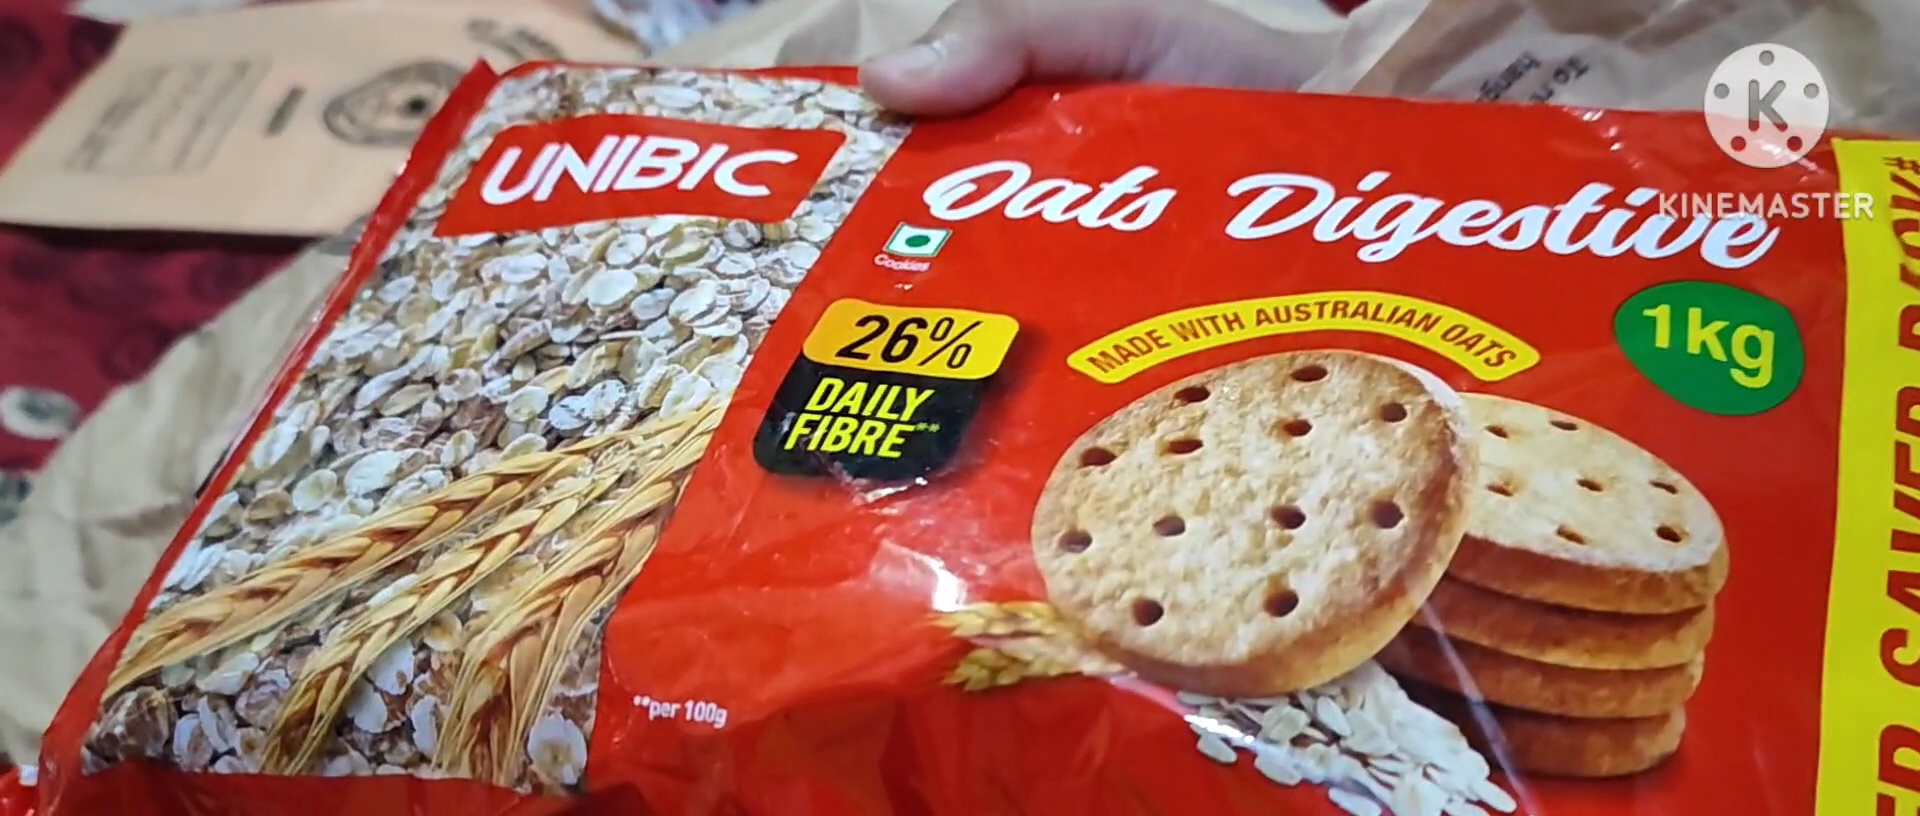 UNIBIC
Oats Digestive
Cookies
26%
DAILY
FIBRE**
MADE WITH AUSTRALIAN OATS
1kg
**per 100g
K
KINEMASTER